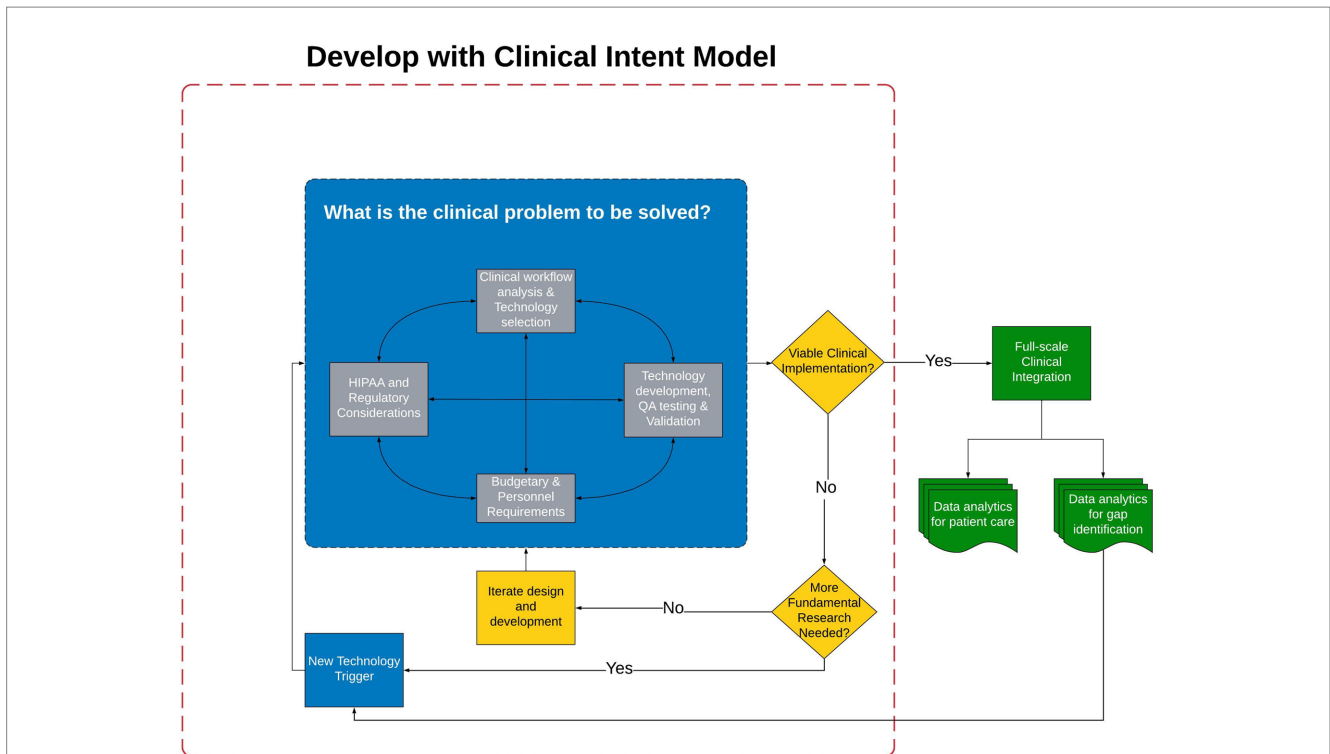 Develop with Clinical Intent Model
What is the clinical problem to be solved?
Clinical workflow
analysis &
Technology
selection
HIPAA and
Regulatory
Considerations
Technology
development,
QA testing &
Validation
Budgetary &
Personnel
Requirements
Viable Clinical
Implementation?
Yes
Full-scale
Clinical
Integration
No
Data analytics
for patient care
Data analytics
for gap
identification
More
Fundamental
Research
Needed?
No
Iterate design
and
development
Yes
New Technology
Trigger